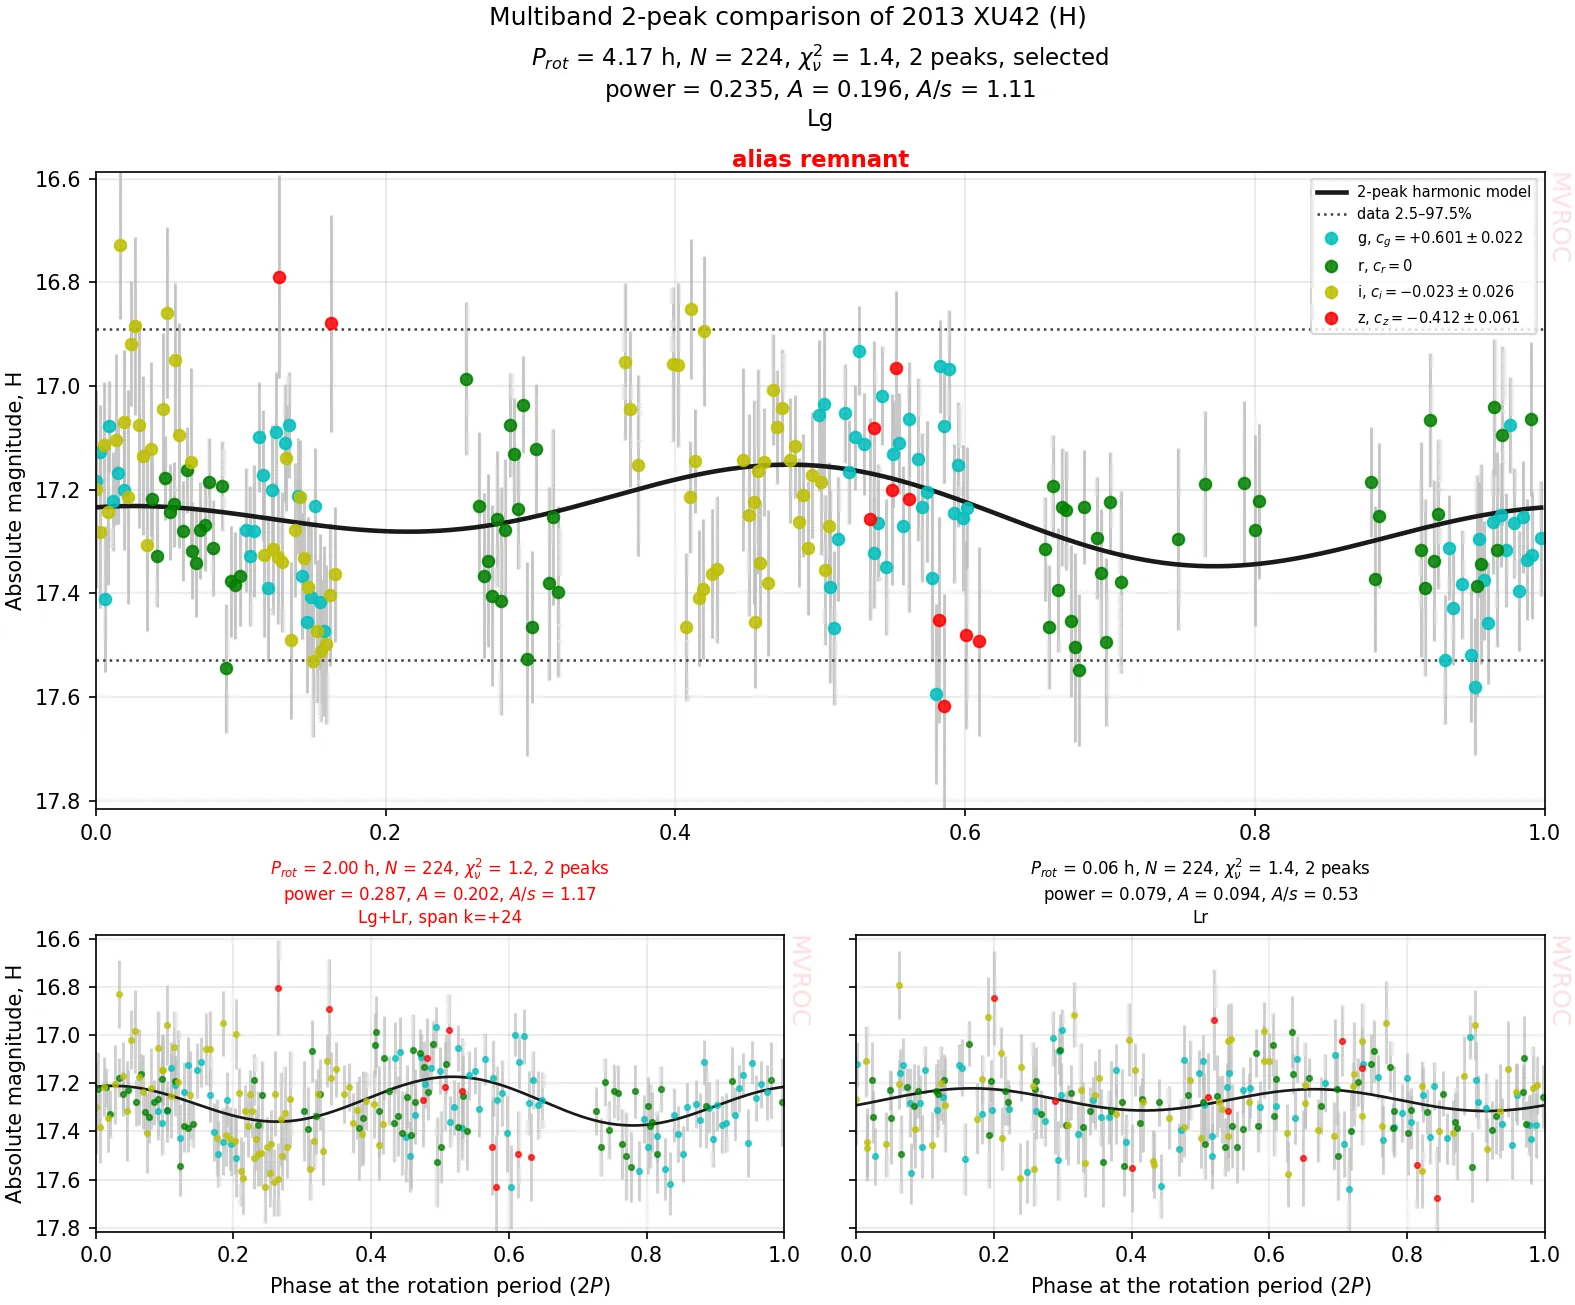 Multiband 2-peak comparison of 2013 XU42 (H)
P_rot = 4.17 h, N = 224, χ²_ν = 1.4, 2 peaks, selected
power = 0.235, A = 0.196, A/s = 1.11
Lg
alias remnant
Absolute magnitude, H
16.6
16.8
17.0
17.2
17.4
17.6
17.8
0.0
0.2
0.4
0.6
0.8
1.0
2-peak harmonic model
data 2.5–97.5%
g, c_g = +0.601 ± 0.022
r, c_r = 0
i, c_i = −0.023 ± 0.026
z, c_z = −0.412 ± 0.061
MVROC
P_rot = 2.00 h, N = 224, χ²_ν = 1.2, 2 peaks
power = 0.287, A = 0.202, A/s = 1.17
Lg+Lr, span k=+24
Absolute magnitude, H
16.6
16.8
17.0
17.2
17.4
17.6
17.8
0.0
0.2
0.4
0.6
0.8
1.0
Phase at the rotation period (2P)
MVROC
P_rot = 0.06 h, N = 224, χ²_ν = 1.4, 2 peaks
power = 0.079, A = 0.094, A/s = 0.53
Lr
0.0
0.2
0.4
0.6
0.8
1.0
Phase at the rotation period (2P)
MVROC